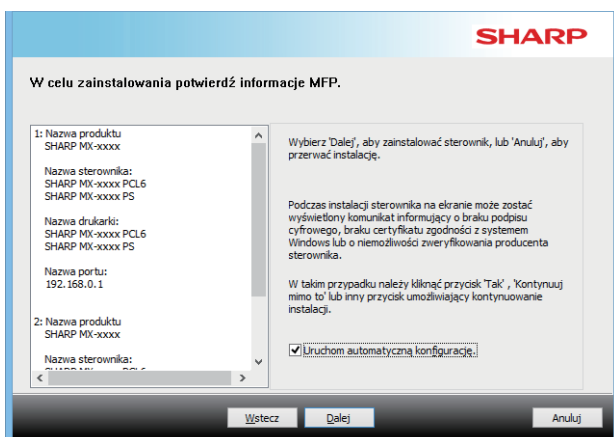 SHARP
W celu zainstalowania potwierdź informacje MFP.
1: Nazwa produktu
SHARP MX-xxxx
Nazwa sterownika:
SHARP MX-xxxx PCL6
SHARP MX-xxxx PS
Nazwa drukarki:
SHARP MX-xxxx PCL6
SHARP MX-xxxx PS
Nazwa portu:
192.168.0.1
2: Nazwa produktu
SHARP MX-xxxx
Nazwa sterownika:
Wybierz 'Dalej', aby zainstalować sterownik, lub 'Anuluj', aby
przerwać instalację.
Podczas instalacji sterownika na ekranie może zostać
wyświetlony komunikat informujący o braku podpisu
cyfrowego, braku certyfikatu zgodności z systemem
Windows lub o niemożliwości zweryfikowania producenta
sterownika.
W takim przypadku należy kliknąć przycisk 'Tak' , 'Kontynuuj
mimo to' lub inny przycisk umożliwiający kontynuowanie
instalacji.
Uruchom automatyczną konfigurację.
Wstecz
Dalej
Anuluj